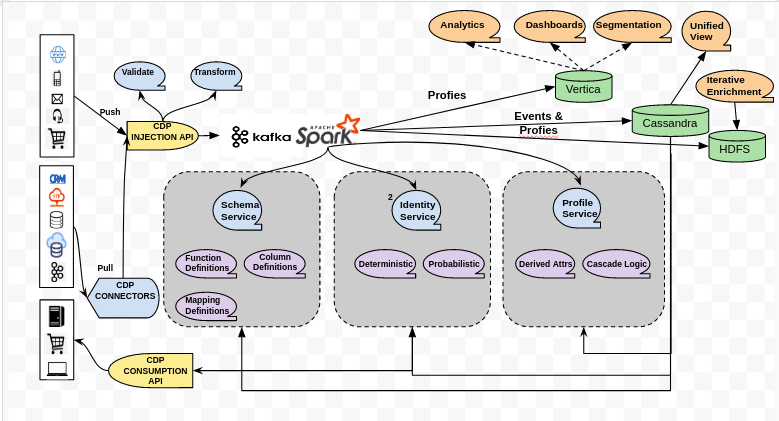 Analytics
Dashboards
Segmentation
Unified
View
Validate
Transform
Vertica
Iterative
Enrichment
Profies
Push
CDP
INJECTION API
kafka
APACHE
Spark
Events &
Profies
Cassandra
HDFS
CRM
FTP
Schema
Service
2
Identity
Service
Profile
Service
Function
Definitions
Column
Definitions
Deterministic
Probabilistic
Derived Attrs
Cascade Logic
Pull
CDP
CONNECTORS
Mapping
Definitions
CDP
CONSUMPTION
API